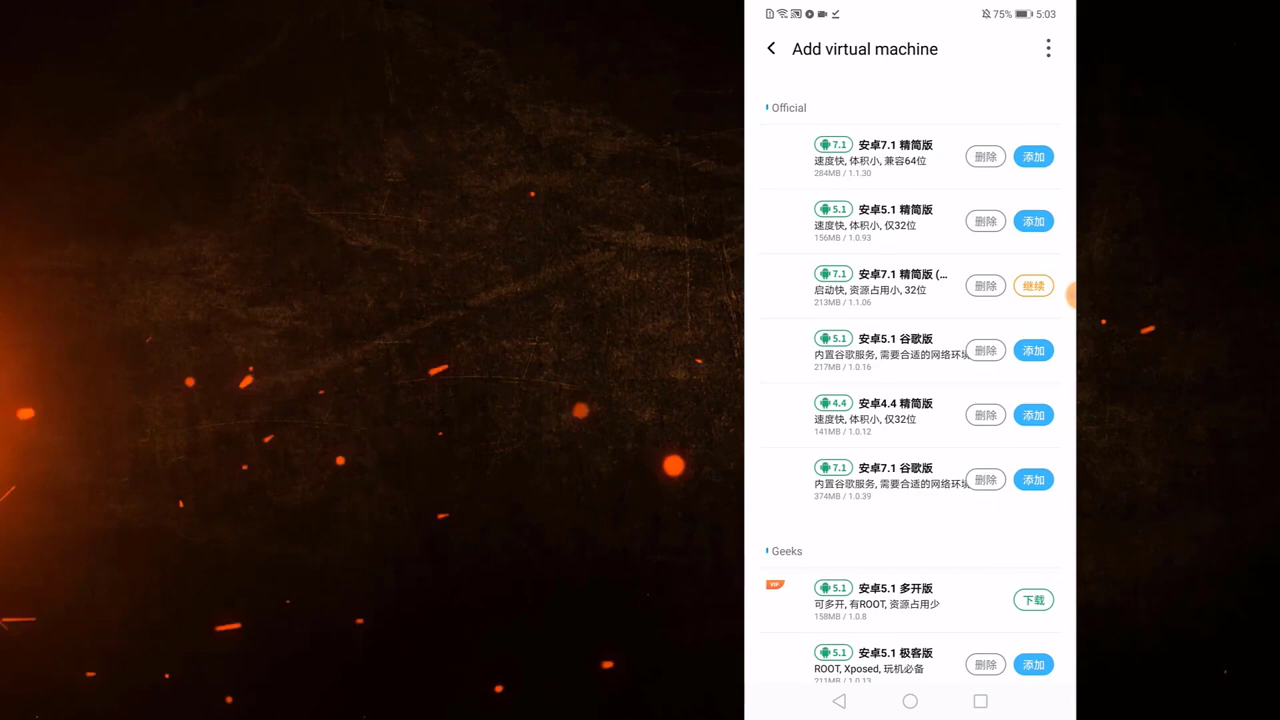 75% 5:03
Add virtual machine
Official
7.1 安卓7.1 精简版
速度快, 体积小, 兼容64位
284MB / 1.1.30
删除 添加
5.1 安卓5.1 精简版
速度快, 体积小, 仅32位
156MB / 1.0.93
删除 添加
7.1 安卓7.1 精简版 (...
启动快, 资源占用小, 32位
213MB / 1.1.06
删除 继续
5.1 安卓5.1 谷歌版
内置谷歌服务, 需要合适的网络环境
217MB / 1.0.16
删除 添加
4.4 安卓4.4 精简版
速度快, 体积小, 仅32位
141MB / 1.0.12
删除 添加
7.1 安卓7.1 谷歌版
内置谷歌服务, 需要合适的网络环境
374MB / 1.0.39
删除 添加
Geeks
VIP
5.1 安卓5.1 多开版
可多开, 有ROOT, 资源占用少
158MB / 1.0.8
下载
5.1 安卓5.1 极客版
ROOT, Xposed, 玩机必备
211MB / 1.0.13
删除 添加